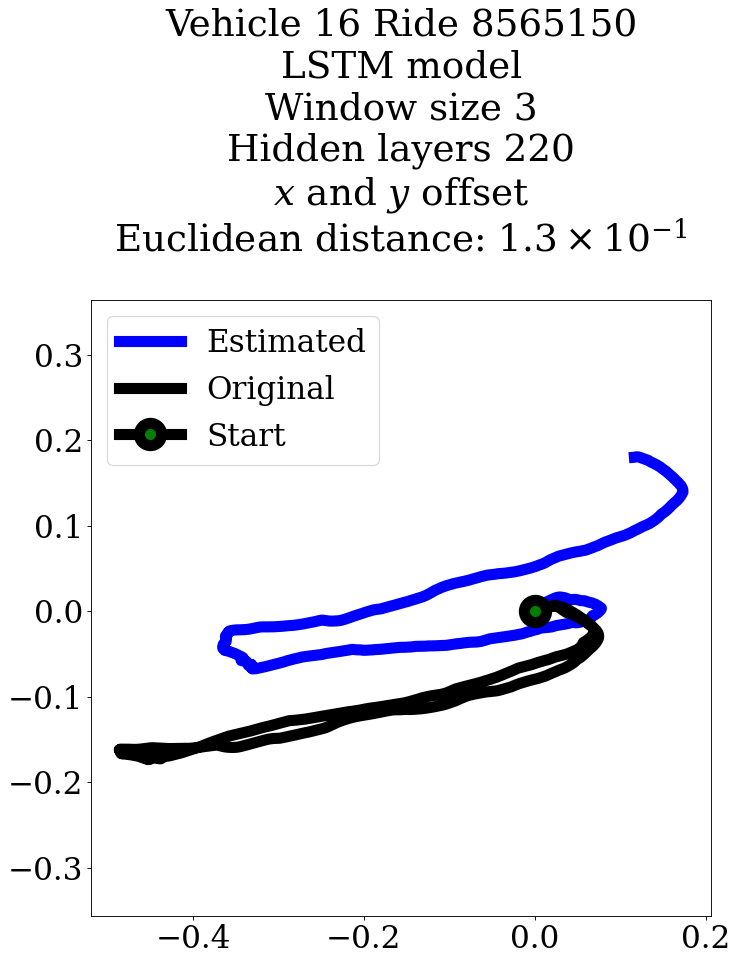 Vehicle 16 Ride 8565150
LSTM model
Window size 3
Hidden layers 220
x and y offset
Euclidean distance: 1.3 × 10⁻¹
Estimated
Original
Start
0.3
0.2
0.1
0.0
−0.1
−0.2
−0.3
−0.4 −0.2 0.0 0.2